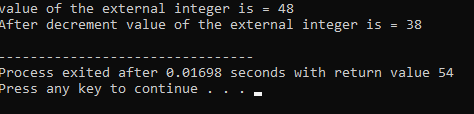 value of the external integer is = 48
After decrement value of the external integer is = 38
--------------------------------
Process exited after 0.01698 seconds with return value 54
Press any key to continue . . .